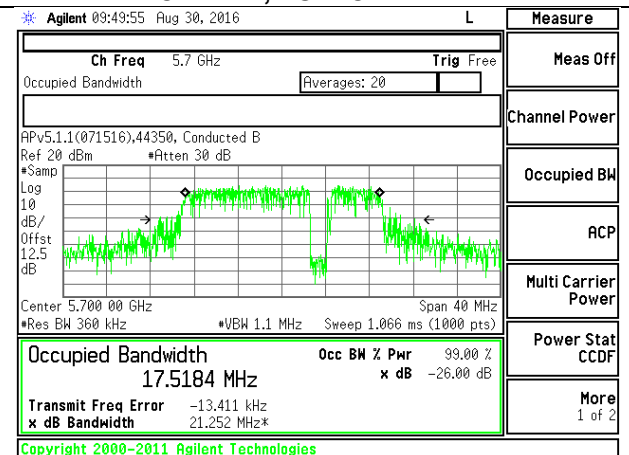 Agilent 09:49:55 Aug 30, 2016 L Measure
Ch Freq 5.7 GHz Trig Free
Meas Off
Occupied Bandwidth Averages: 20
Channel Power
APv5.1.1(071516),44350, Conducted B
Ref 20 dBm #Atten 30 dB
#Samp
Log
10
dB/
Offst
12.5
dB
Occupied BW
ACP
Multi Carrier
Power
Center 5.700 00 GHz Span 40 MHz
#Res BW 360 kHz #VBW 1.1 MHz Sweep 1.066 ms (1000 pts)
Power Stat
CCDF
Occupied Bandwidth Occ BW % Pwr 99.00 %
17.5184 MHz x dB -26.00 dB
Transmit Freq Error -13.411 kHz
x dB Bandwidth 21.252 MHz*
More
1 of 2
Copyright 2000-2011 Agilent Technologies